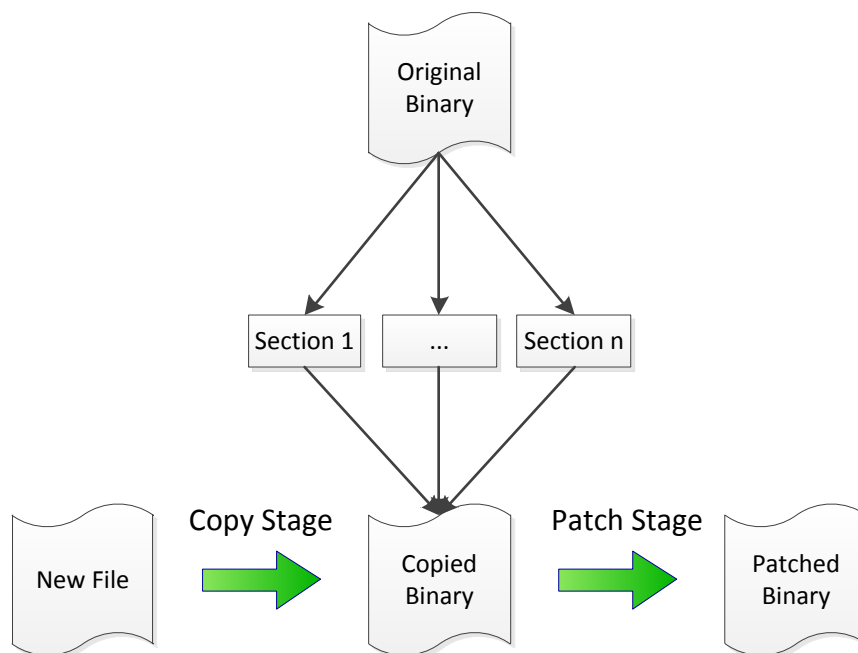 Original
Binary
Section 1
...
Section n
Copy Stage
Patch Stage
New File
Copied
Binary
Patched
Binary